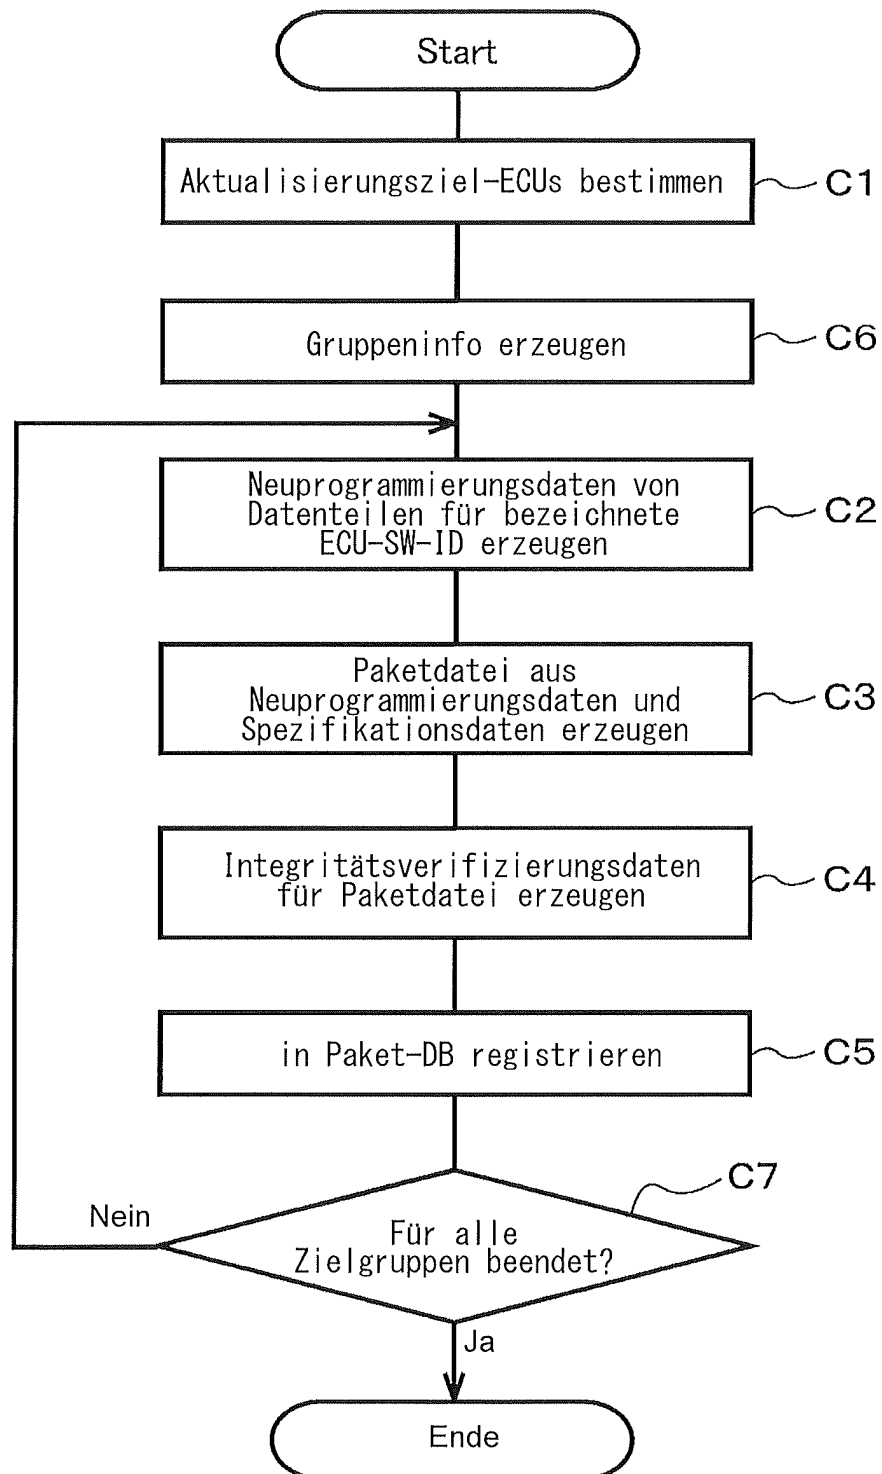 Start
Aktualisierungsziel-ECUs bestimmen
C1
Gruppeninfo erzeugen
C6
Neuprogrammierungsdaten von
Datenteilen für bezeichnete
ECU-SW-ID erzeugen
C2
Paketdatei aus
Neuprogrammierungsdaten und
Spezifikationsdaten erzeugen
C3
Integritätsverifizierungsdaten
für Paketdatei erzeugen
C4
in Paket-DB registrieren
C5
C7
Nein
Für alle
Zielgruppen beendet?
Ja
Ende